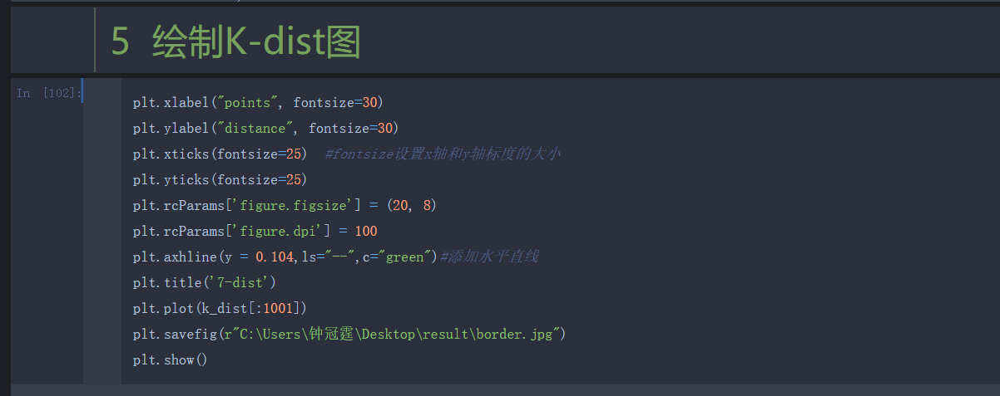 5 绘制K-dist图
In [102]:
plt.xlabel("points", fontsize=30)
plt.ylabel("distance", fontsize=30)
plt.xticks(fontsize=25)  #fontsize设置x轴和y轴标度的大小
plt.yticks(fontsize=25)
plt.rcParams['figure.figsize'] = (20, 8)
plt.rcParams['figure.dpi'] = 100
plt.axhline(y = 0.104,ls="--",c="green")#添加水平直线
plt.title('7-dist')
plt.plot(k_dist[:1001])
plt.savefig(r"C:\Users\钟冠霆\Desktop\result\border.jpg")
plt.show()